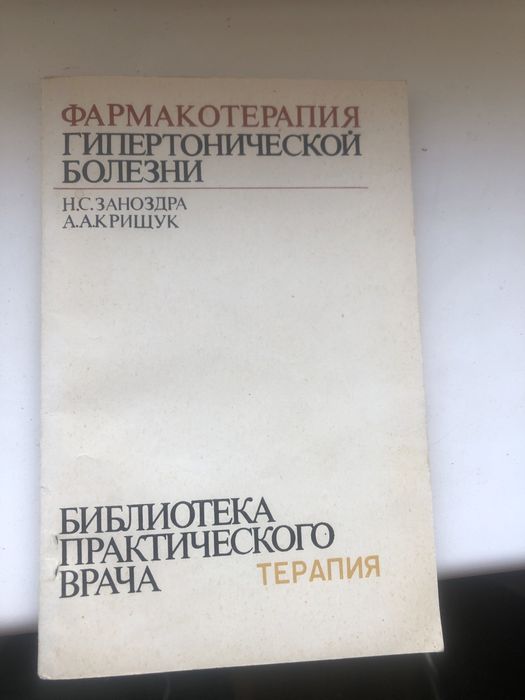 ФАРМАКОТЕРАПИЯ
ГИПЕРТОНИЧЕСКОЙ
БОЛЕЗНИ
Н.С.ЗАНОЗДРА
А.А.КРИЩУК
БИБЛИОТЕКА
ПРАКТИЧЕСКОГО
ВРАЧА
ТЕРАПИЯ